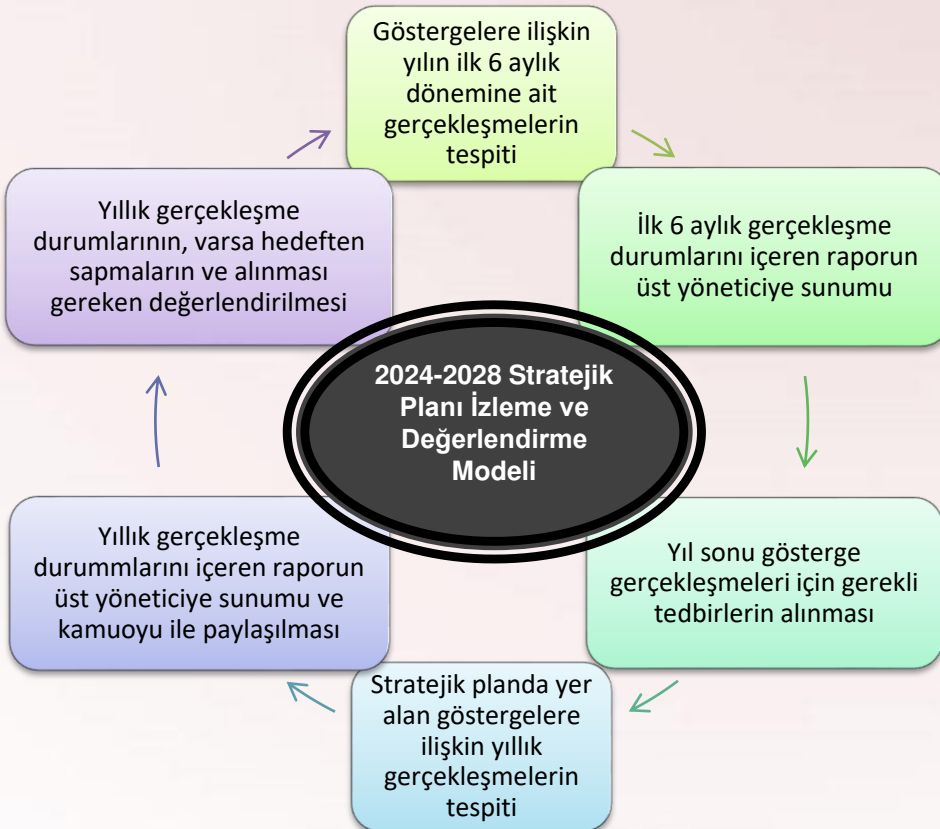 Göstergelere ilişkin
yılın ilk 6 aylık
dönemine ait
gerçekleşmelerin
tespiti
İlk 6 aylık gerçekleşme
durumlarını içeren raporun
üst yöneticiye sunumu
Yıl sonu gösterge
gerçekleşmeleri için gerekli
tedbirlerin alınması
Stratejik planda yer
alan göstergelere
ilişkin yıllık
gerçekleşmelerin
tespiti
Yıllık gerçekleşme
durummlarını içeren raporun
üst yöneticiye sunumu ve
kamuoyu ile paylaşılması
Yıllık gerçekleşme
durumlarının, varsa hedeften
sapmaların ve alınması
gereken değerlendirilmesi
2024-2028 Stratejik
Planı İzleme ve
Değerlendirme
Modeli